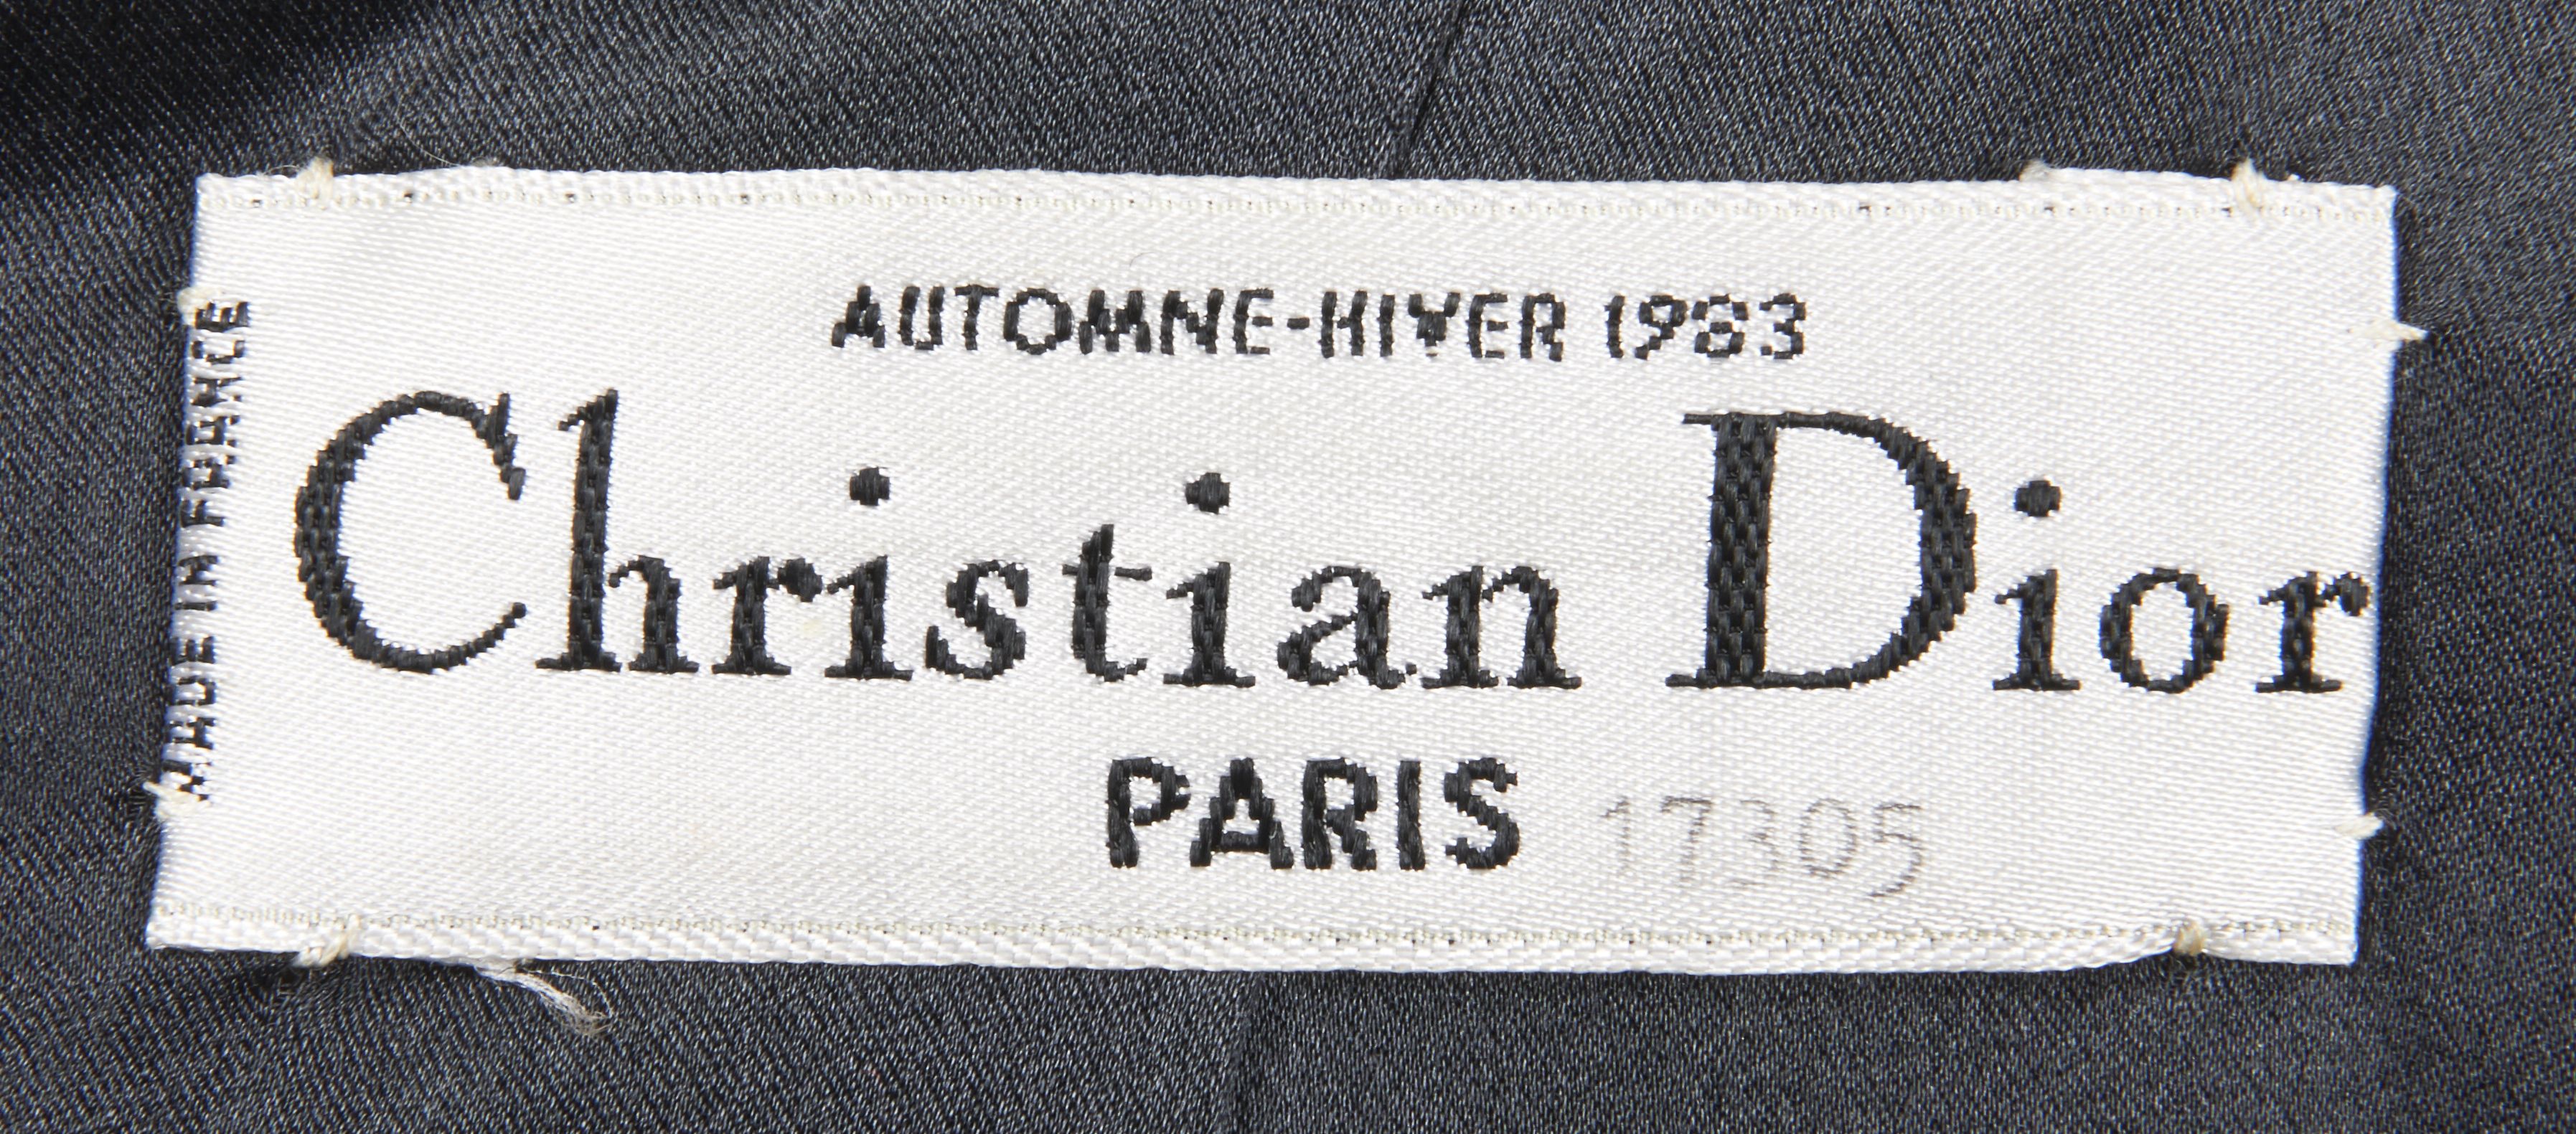 AUTOMNE-HIVER 1983
Christian Dior
PARIS 17305
MADE IN FRANCE